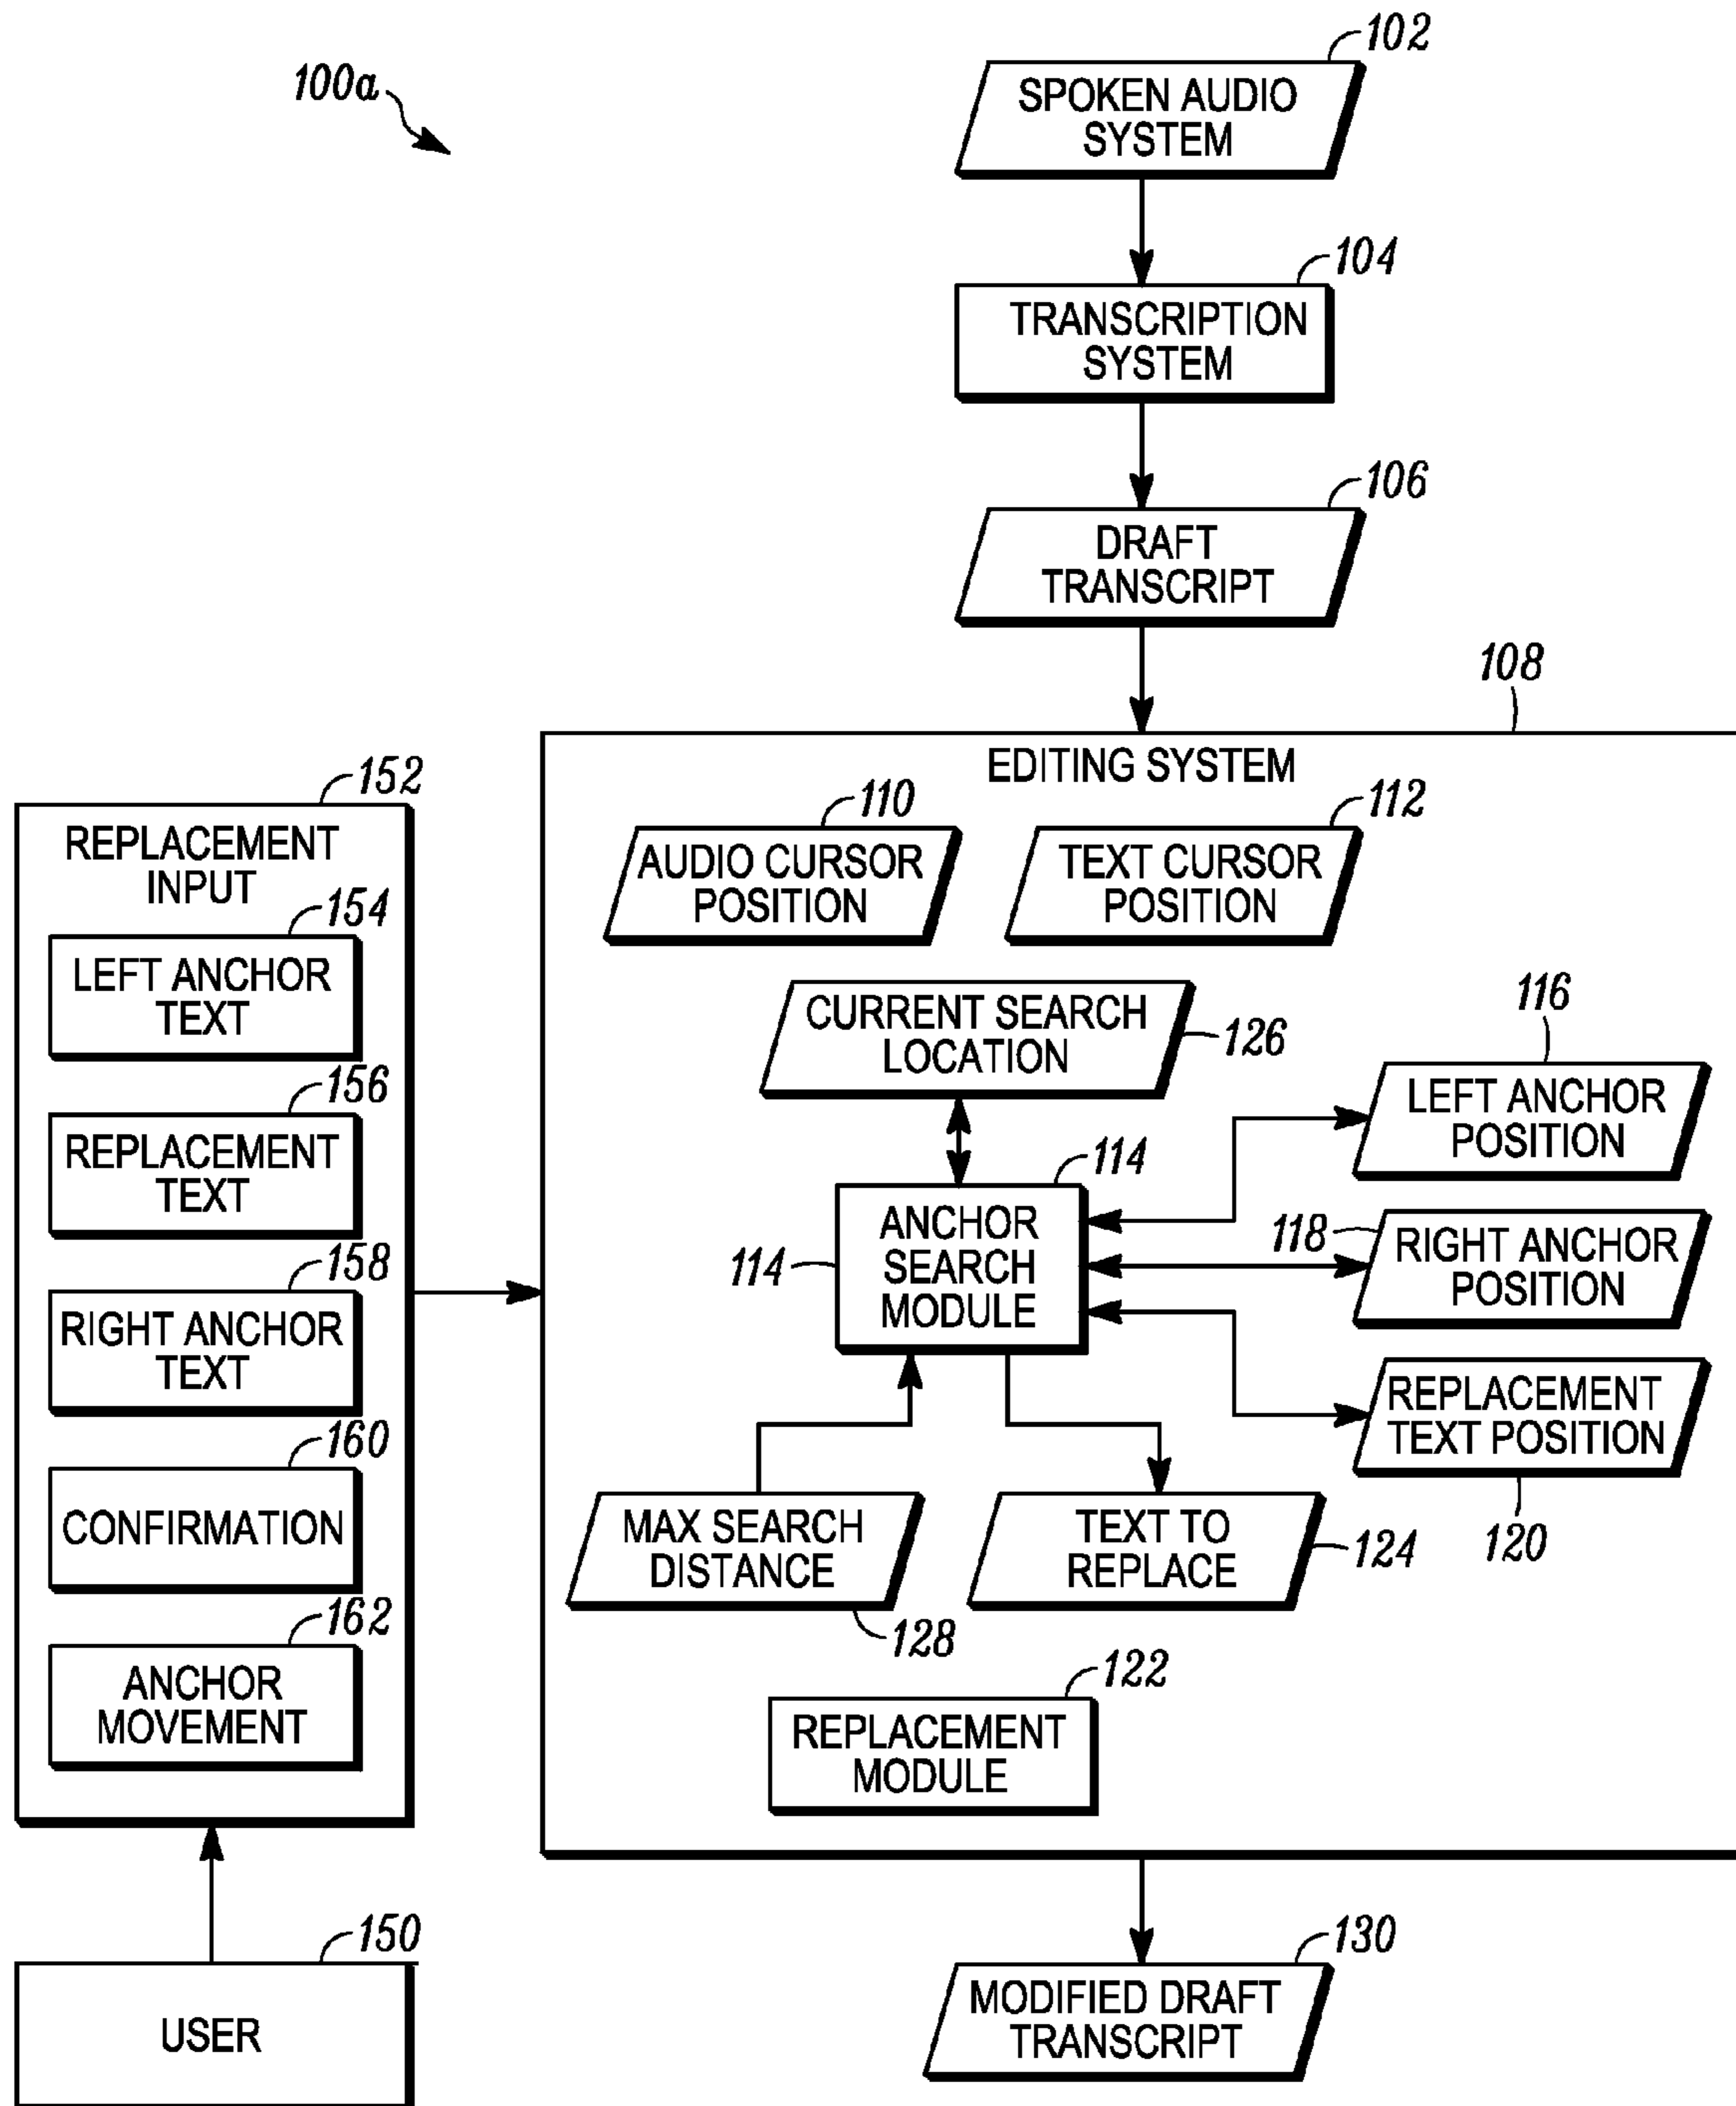 100a
102
SPOKEN AUDIO
SYSTEM
104
TRANSCRIPTION
SYSTEM
106
DRAFT
TRANSCRIPT
108
EDITING SYSTEM
110
AUDIO CURSOR
POSITION
112
TEXT CURSOR
POSITION
CURRENT SEARCH
LOCATION
126
116
LEFT ANCHOR
POSITION
114
114
ANCHOR
SEARCH
MODULE
118
RIGHT ANCHOR
POSITION
REPLACEMENT
TEXT POSITION
120
MAX SEARCH
DISTANCE
128
TEXT TO
REPLACE
124
122
REPLACEMENT
MODULE
152
REPLACEMENT
INPUT
154
LEFT ANCHOR
TEXT
156
REPLACEMENT
TEXT
158
RIGHT ANCHOR
TEXT
160
CONFIRMATION
162
ANCHOR
MOVEMENT
150
USER
130
MODIFIED DRAFT
TRANSCRIPT